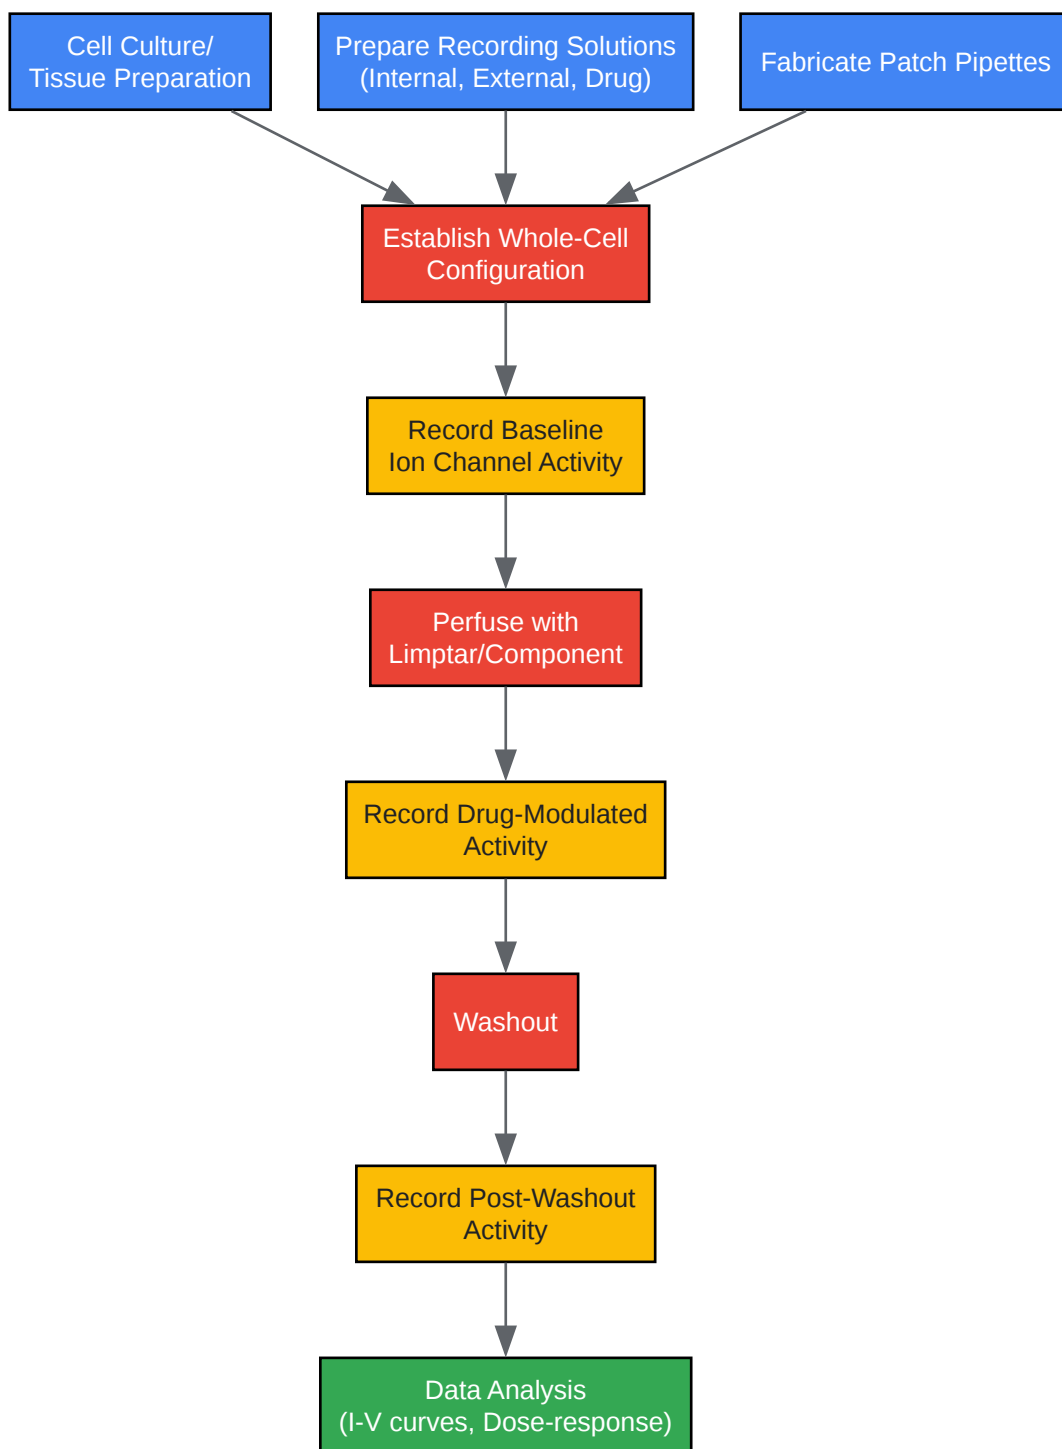 Cell Culture/
Tissue Preparation
Prepare Recording Solutions
(Internal, External, Drug)
Fabricate Patch Pipettes
Establish Whole-Cell
Configuration
Record Baseline
Ion Channel Activity
Perfuse with
Limptar/Component
Record Drug-Modulated
Activity
Washout
Record Post-Washout
Activity
Data Analysis
(I-V curves, Dose-response)